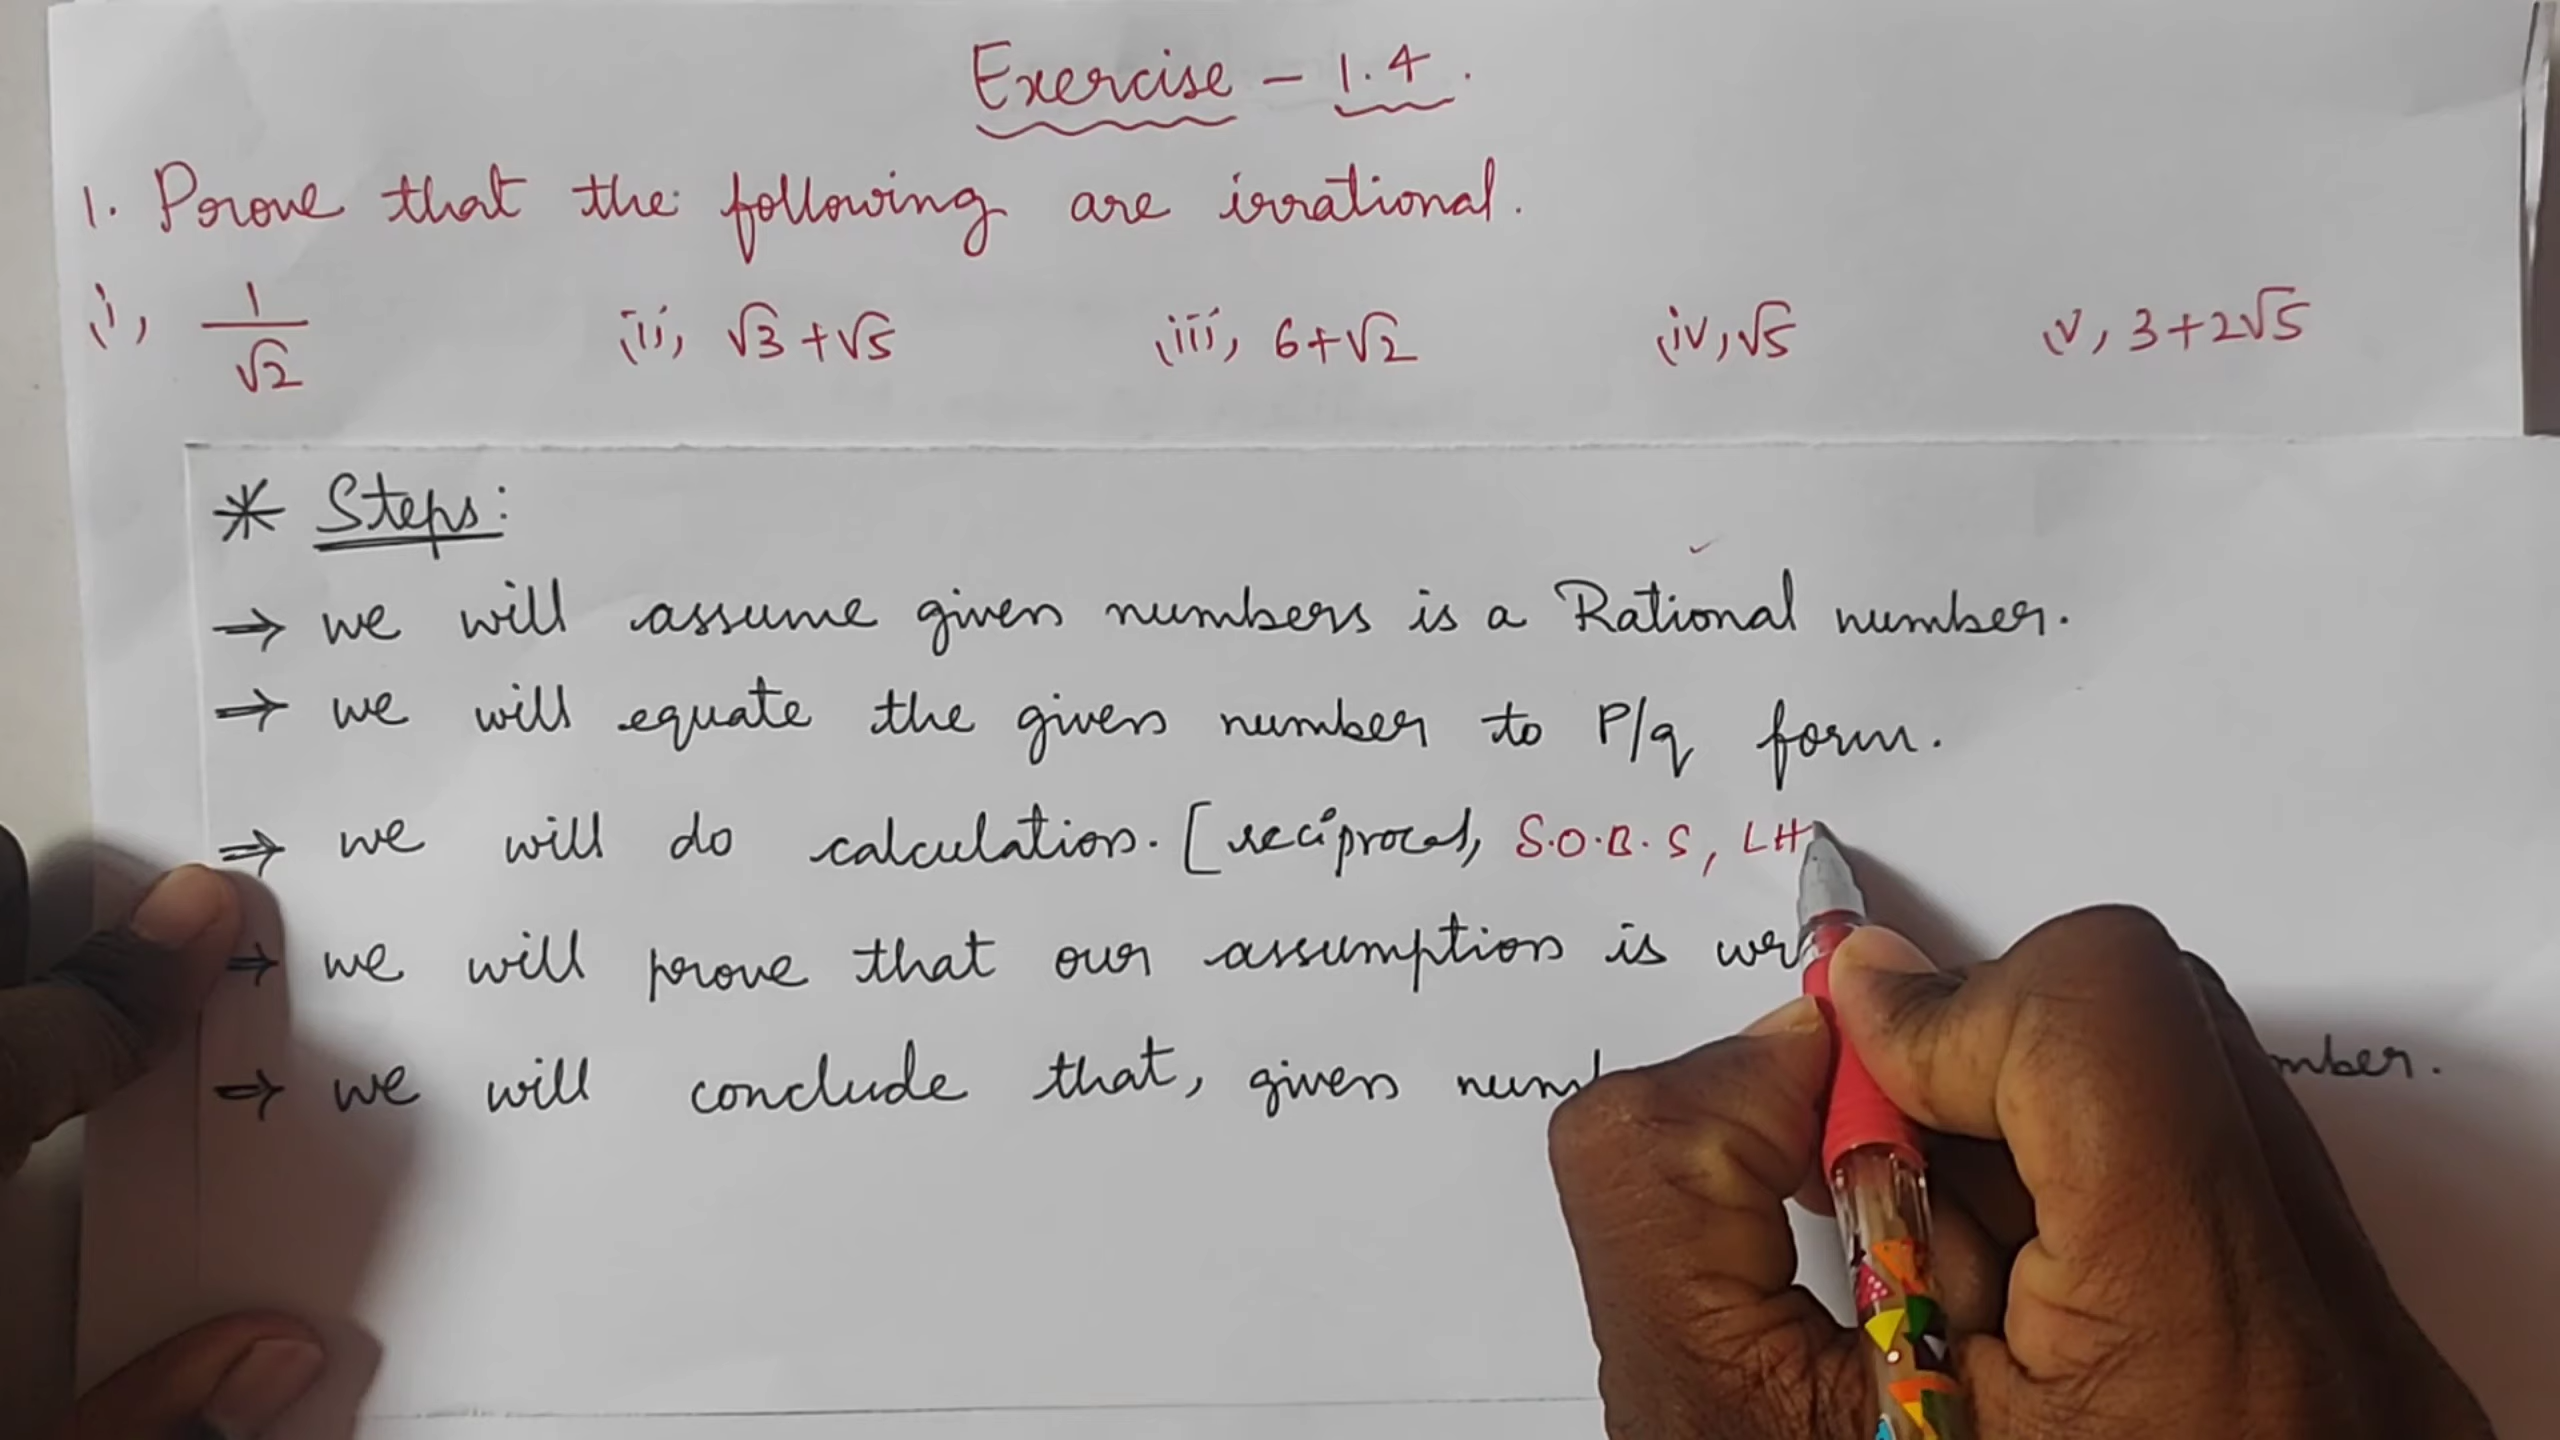 Exercise - 1.4.
1. Prove that the following are irrational.
(i), 1/√2 (ii), √3+√5 (iii), 6+√2 (iv, √5 (v, 3+2√5
* Steps:
→ we will assume given numbers is a Rational number.
→ we will equate the given number to P/q form.
→ we will do calculation. [reciprocal, S.O.B.S, LH
→ we will prove that our assumption is
→ we will conclude that, given